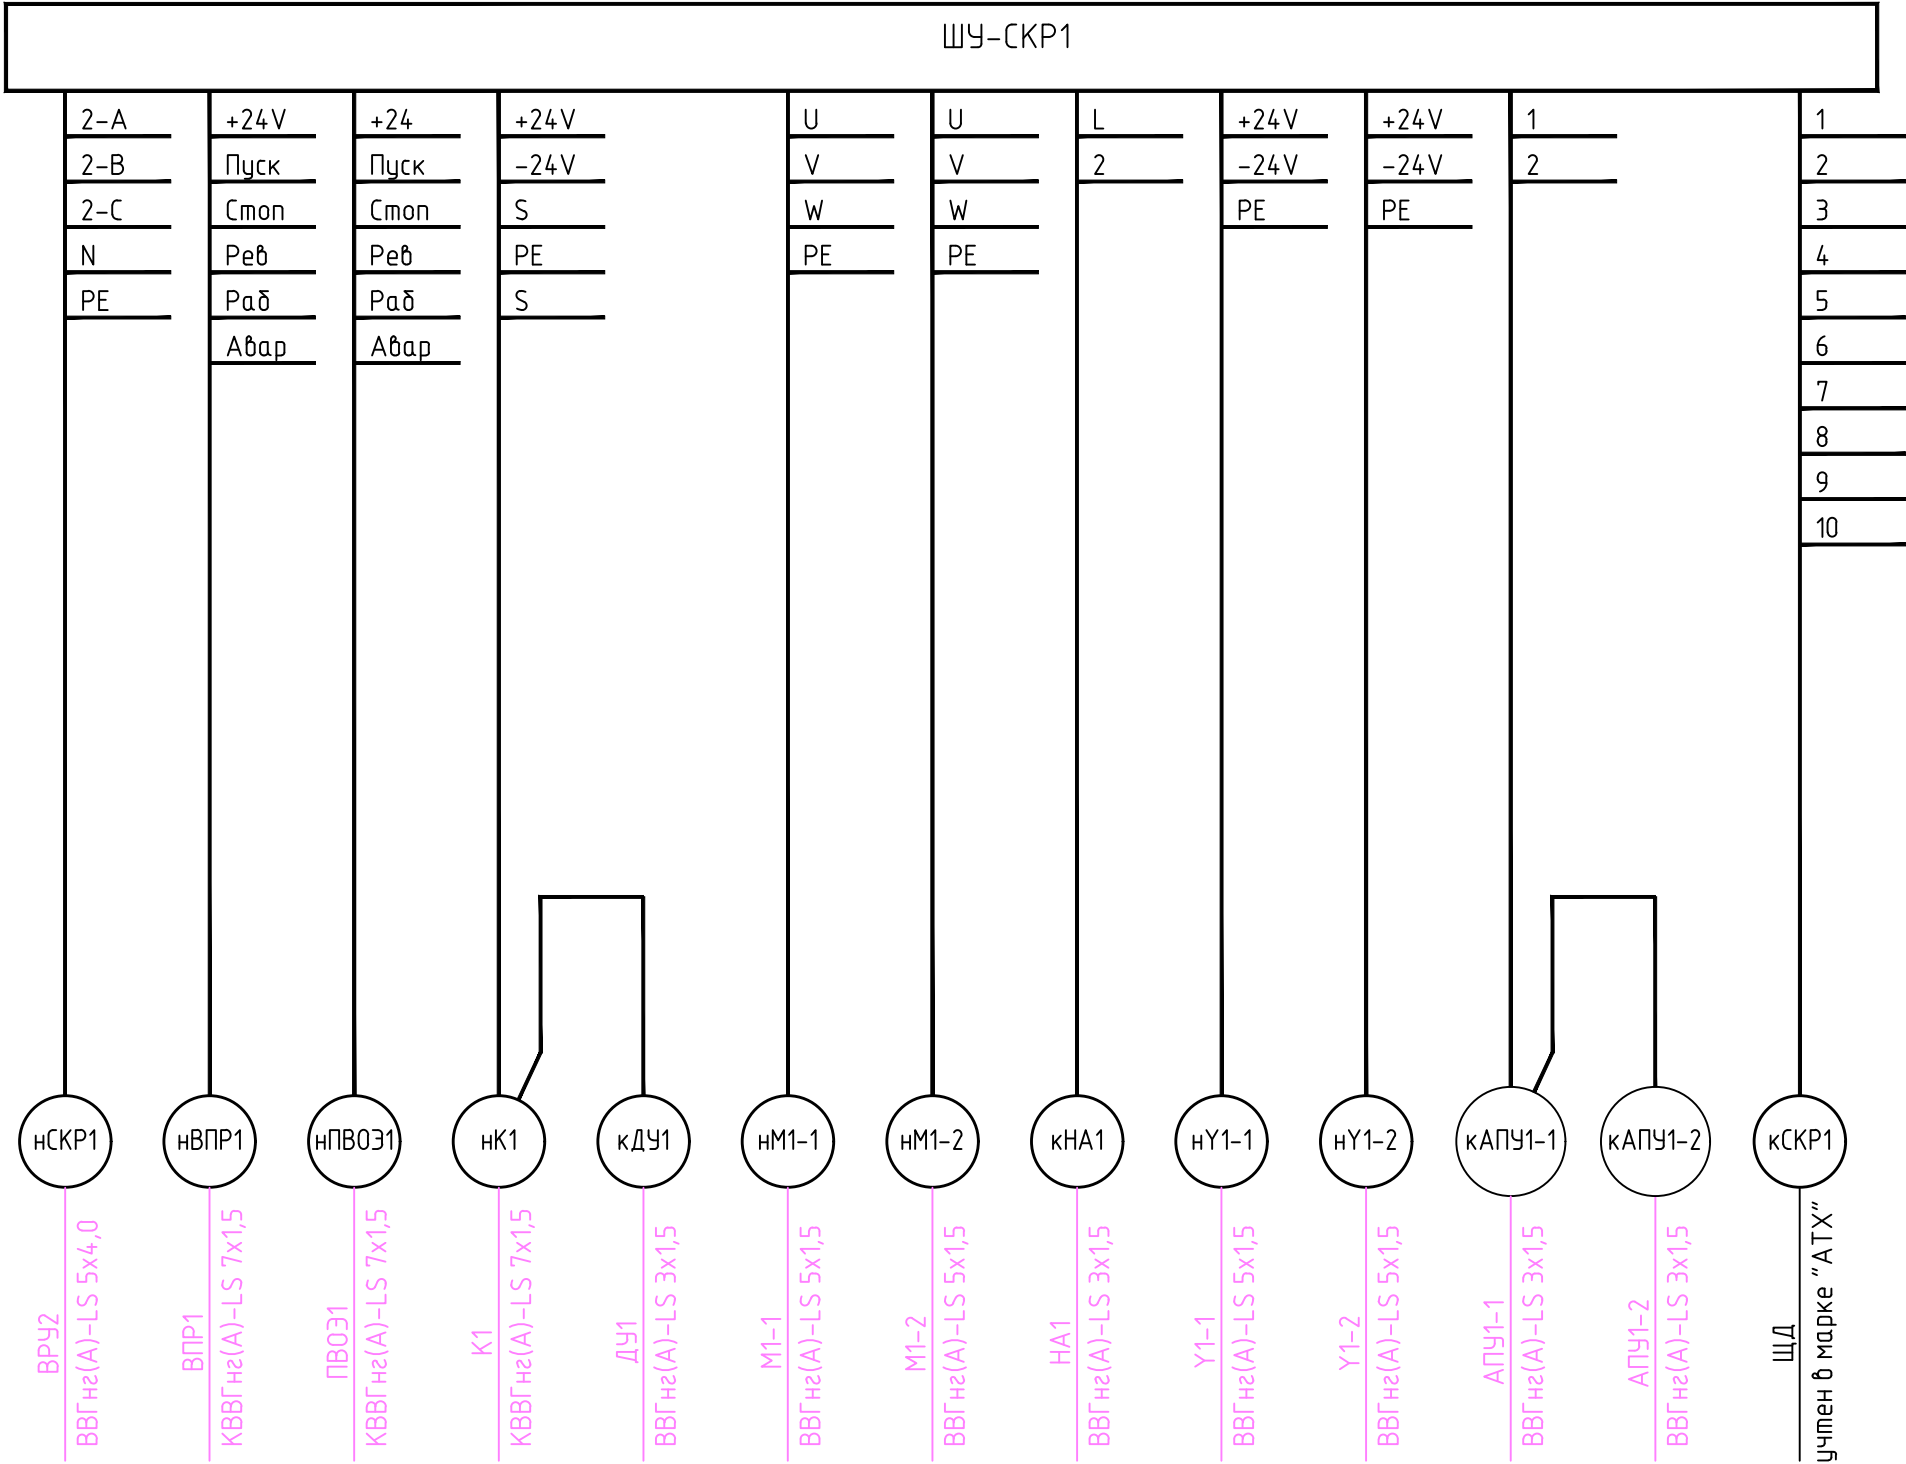 ШУ-СКР1
2-A
2-B
2-C
N
PE
+24V
Пуск
Стоп
Рев
Раб
Авар
+24
Пуск
Стоп
Рев
Раб
Авар
+24V
-24V
S
PE
S
U
V
W
PE
U
V
W
PE
L
2
+24V
-24V
PE
+24V
-24V
PE
1
2
1
2
3
4
5
6
7
8
9
10
нСКР1
нВПР1
нПВОЭ1
нК1
кДУ1
нМ1-1
нМ1-2
кНА1
нY1-1
нY1-2
кАПУ1-1
кАПУ1-2
кСКР1
ВРУ2
ВВГнг(А)-LS 5х4,0
ВПР1
КВВГнг(А)-LS 7х1,5
ПВОЭ1
КВВГнг(А)-LS 7х1,5
К1
КВВГнг(А)-LS 7х1,5
ДУ1
ВВГнг(А)-LS 3х1,5
М1-1
ВВГнг(А)-LS 5х1,5
М1-2
ВВГнг(А)-LS 5х1,5
НА1
ВВГнг(А)-LS 3х1,5
Y1-1
ВВГнг(А)-LS 5х1,5
Y1-2
ВВГнг(А)-LS 5х1,5
АПУ1-1
ВВГнг(А)-LS 3х1,5
АПУ1-2
ВВГнг(А)-LS 3х1,5
ЩД
учтен в марке "АТХ"